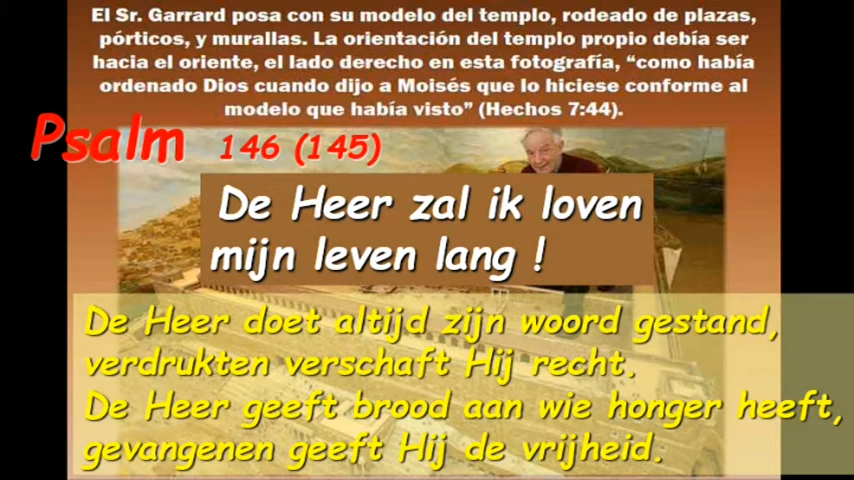 El Sr. Garrard posa con su modelo del templo, rodeado de plazas,
pórticos, y murallas. La orientación del templo propio debía ser
hacia el oriente, el lado derecho en esta fotografía, “como había
ordenado Dios cuando dijo a Moisés que lo hiciese conforme al
modelo que había visto” (Hechos 7:44).
Psalm 146 (145)
De Heer zal ik loven
mijn leven lang !
De Heer doet altijd zijn woord gestand,
verdrukten verschaft Hij recht.
De Heer geeft brood aan wie honger heeft,
gevangenen geeft Hij de vrijheid.